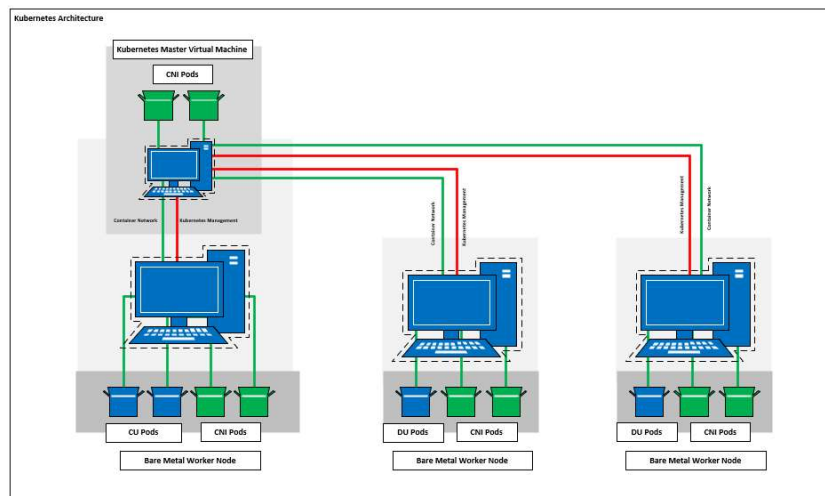 Kubernetes Architecture
Kubernetes Master Virtual Machine
CNI Pods
Container Network
Kubernetes Management
Container Network
Kubernetes Management
Kubernetes Management
Container Network
CU Pods
CNI Pods
DU Pods
CNI Pods
DU Pods
CNI Pods
Bare Metal Worker Node
Bare Metal Worker Node
Bare Metal Worker Node